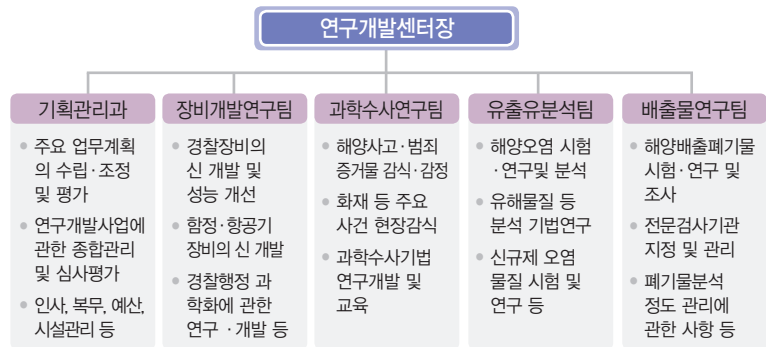 연구개발센터장
기획관리과
• 주요 업무계획
의 수립·조정
및 평가
• 연구개발사업에
관한 종합관리
및 심사평가
• 인사, 복무, 예산,
시설관리 등
장비개발연구팀
• 경찰장비의
신 개발 및
성능 개선
• 함정·항공기
장비의 신 개발
• 경찰행정 과
학화에 관한
연구 ·개발 등
과학수사연구팀
• 해양사고·범죄
증거물 감식·감정
• 화재 등 주요
사건 현장감식
• 과학수사기법
연구개발 및
교육
유출유분석팀
• 해양오염 시험
·연구및 분석
• 유해물질 등
분석 기법연구
• 신규제 오염
물질 시험 및
연구 등
배출물연구팀
• 해양배출폐기물
시험·연구 및
조사
• 전문검사기관
지정 및 관리
• 폐기물분석
정도 관리에
관한 사항 등